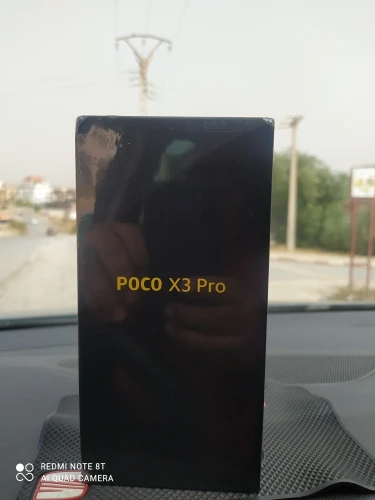 POCO X3 Pro
REDMI NOTE 8T
AI QUAD CAMERA